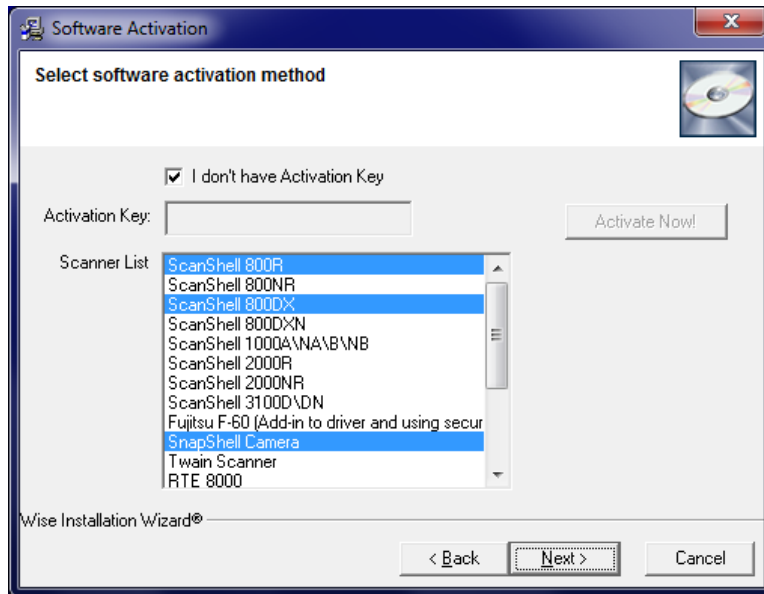 Software Activation
Select software activation method
I don't have Activation Key
Activation Key:
Activate Now!
Scanner List
ScanShell 800R
ScanShell 800NR
ScanShell 800DX
ScanShell 800DXN
ScanShell 1000A\NA\B\NB
ScanShell 2000R
ScanShell 2000NR
ScanShell 3100D\DN
Fujitsu F-60 (Add-in to driver and using secur
SnapShell Camera
Twain Scanner
RTE 8000
Wise Installation Wizard®
< Back
Next >
Cancel